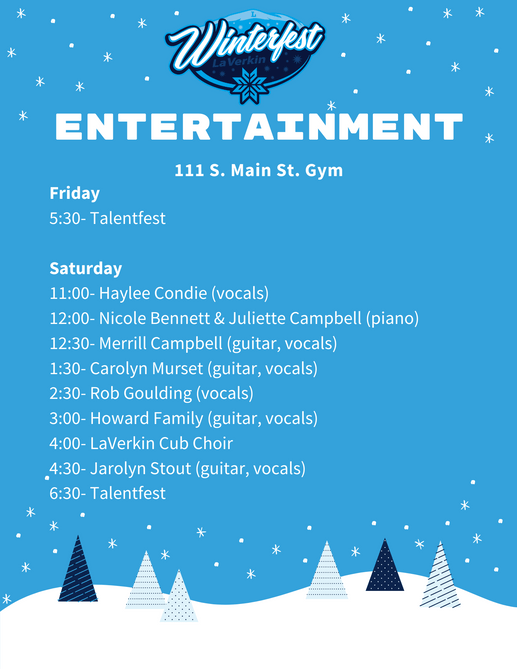 Winterfest
LaVerkin
ENTERTAINMENT
111 S. Main St. Gym
Friday
5:30- Talentfest
Saturday
11:00- Haylee Condie (vocals)
12:00- Nicole Bennett & Juliette Campbell (piano)
12:30- Merrill Campbell (guitar, vocals)
1:30- Carolyn Murset (guitar, vocals)
2:30- Rob Goulding (vocals)
3:00- Howard Family (guitar, vocals)
4:00- LaVerkin Cub Choir
4:30- Jarolyn Stout (guitar, vocals)
6:30- Talentfest